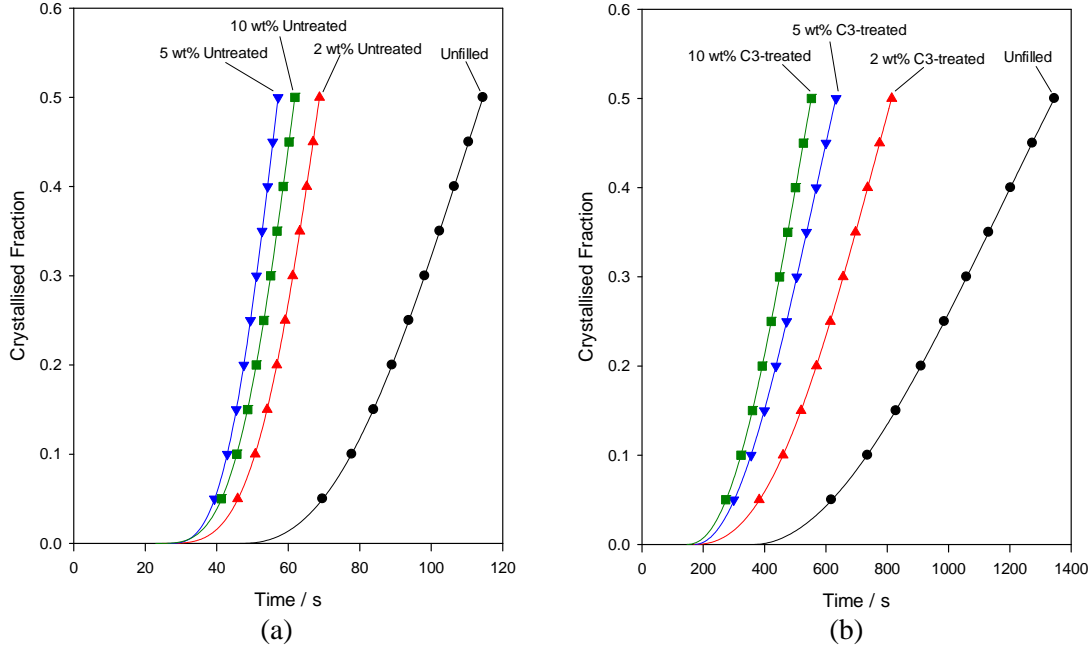 0.6
0.5
0.4
0.3
0.2
0.1
0.0
Crystallised Fraction
10 wt% Untreated
5 wt% Untreated
2 wt% Untreated
Unfilled
0 20 40 60 80 100 120
Time / s
(a)
0.6
0.5
0.4
0.3
0.2
0.1
0.0
Crystallised Fraction
5 wt% C3-treated
10 wt% C3-treated
2 wt% C3-treated
Unfilled
0 200 400 600 800 1000 1200 1400
Time / s
(b)